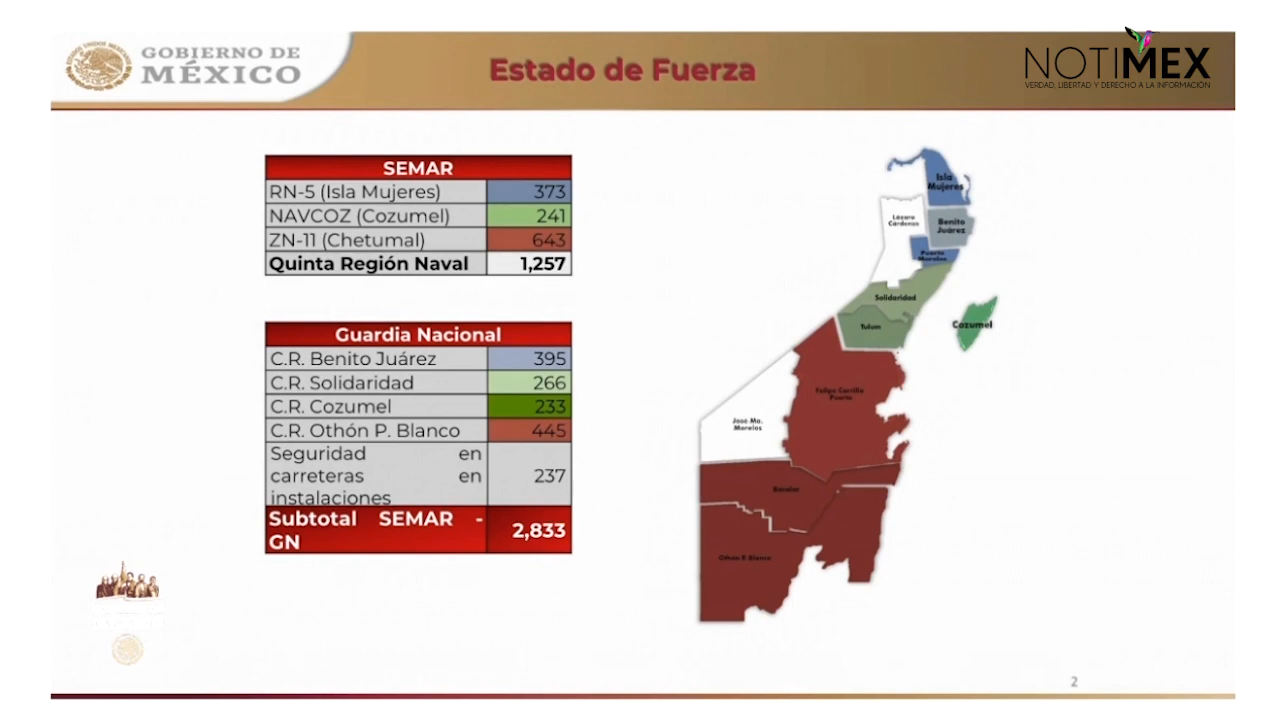 GOBIERNO DE
MÉXICO
Estado de Fuerza
NOTIMEX
VERDAD, LIBERTAD Y DERECHO A LA INFORMACIÓN
SEMAR
RN-5 (Isla Mujeres) 373
NAVCOZ (Cozumel) 241
ZN-11 (Chetumal) 643
Quinta Región Naval 1,257
Guardia Nacional
C.R. Benito Juárez 395
C.R. Solidaridad 266
C.R. Cozumel 233
C.R. Othón P. Blanco 445
Seguridad en
carreteras en 237
instalaciones
Subtotal SEMAR -
GN 2,833
Isla
Mujeres
Lázaro
Cárdenas
Benito
Juárez
Puerto
Morelos
Solidaridad
Tulum
Cozumel
Felipe Carrillo
Puerto
José Ma.
Morelos
Bacalar
Othón P. Blanco
2